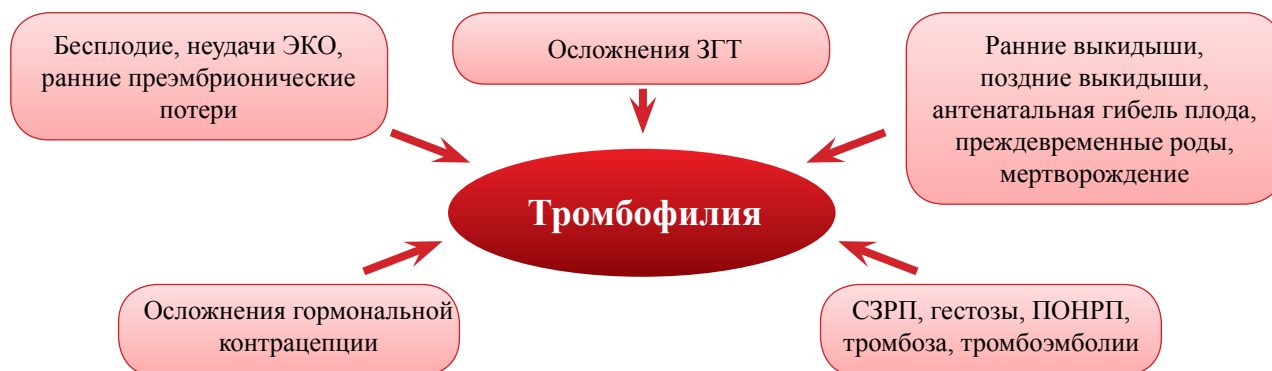 Бесплодие, неудачи ЭКО,
ранние преэмбрионические
потери
Осложнения ЗГТ
Ранние выкидыши,
поздние выкидыши,
антенатальная гибель плода,
преждевременные роды,
мертворождение
Тромбофилия
Осложнения гормональной
контрацепции
СЗРП, гестозы, ПОНРП,
тромбоза, тромбоэмболии